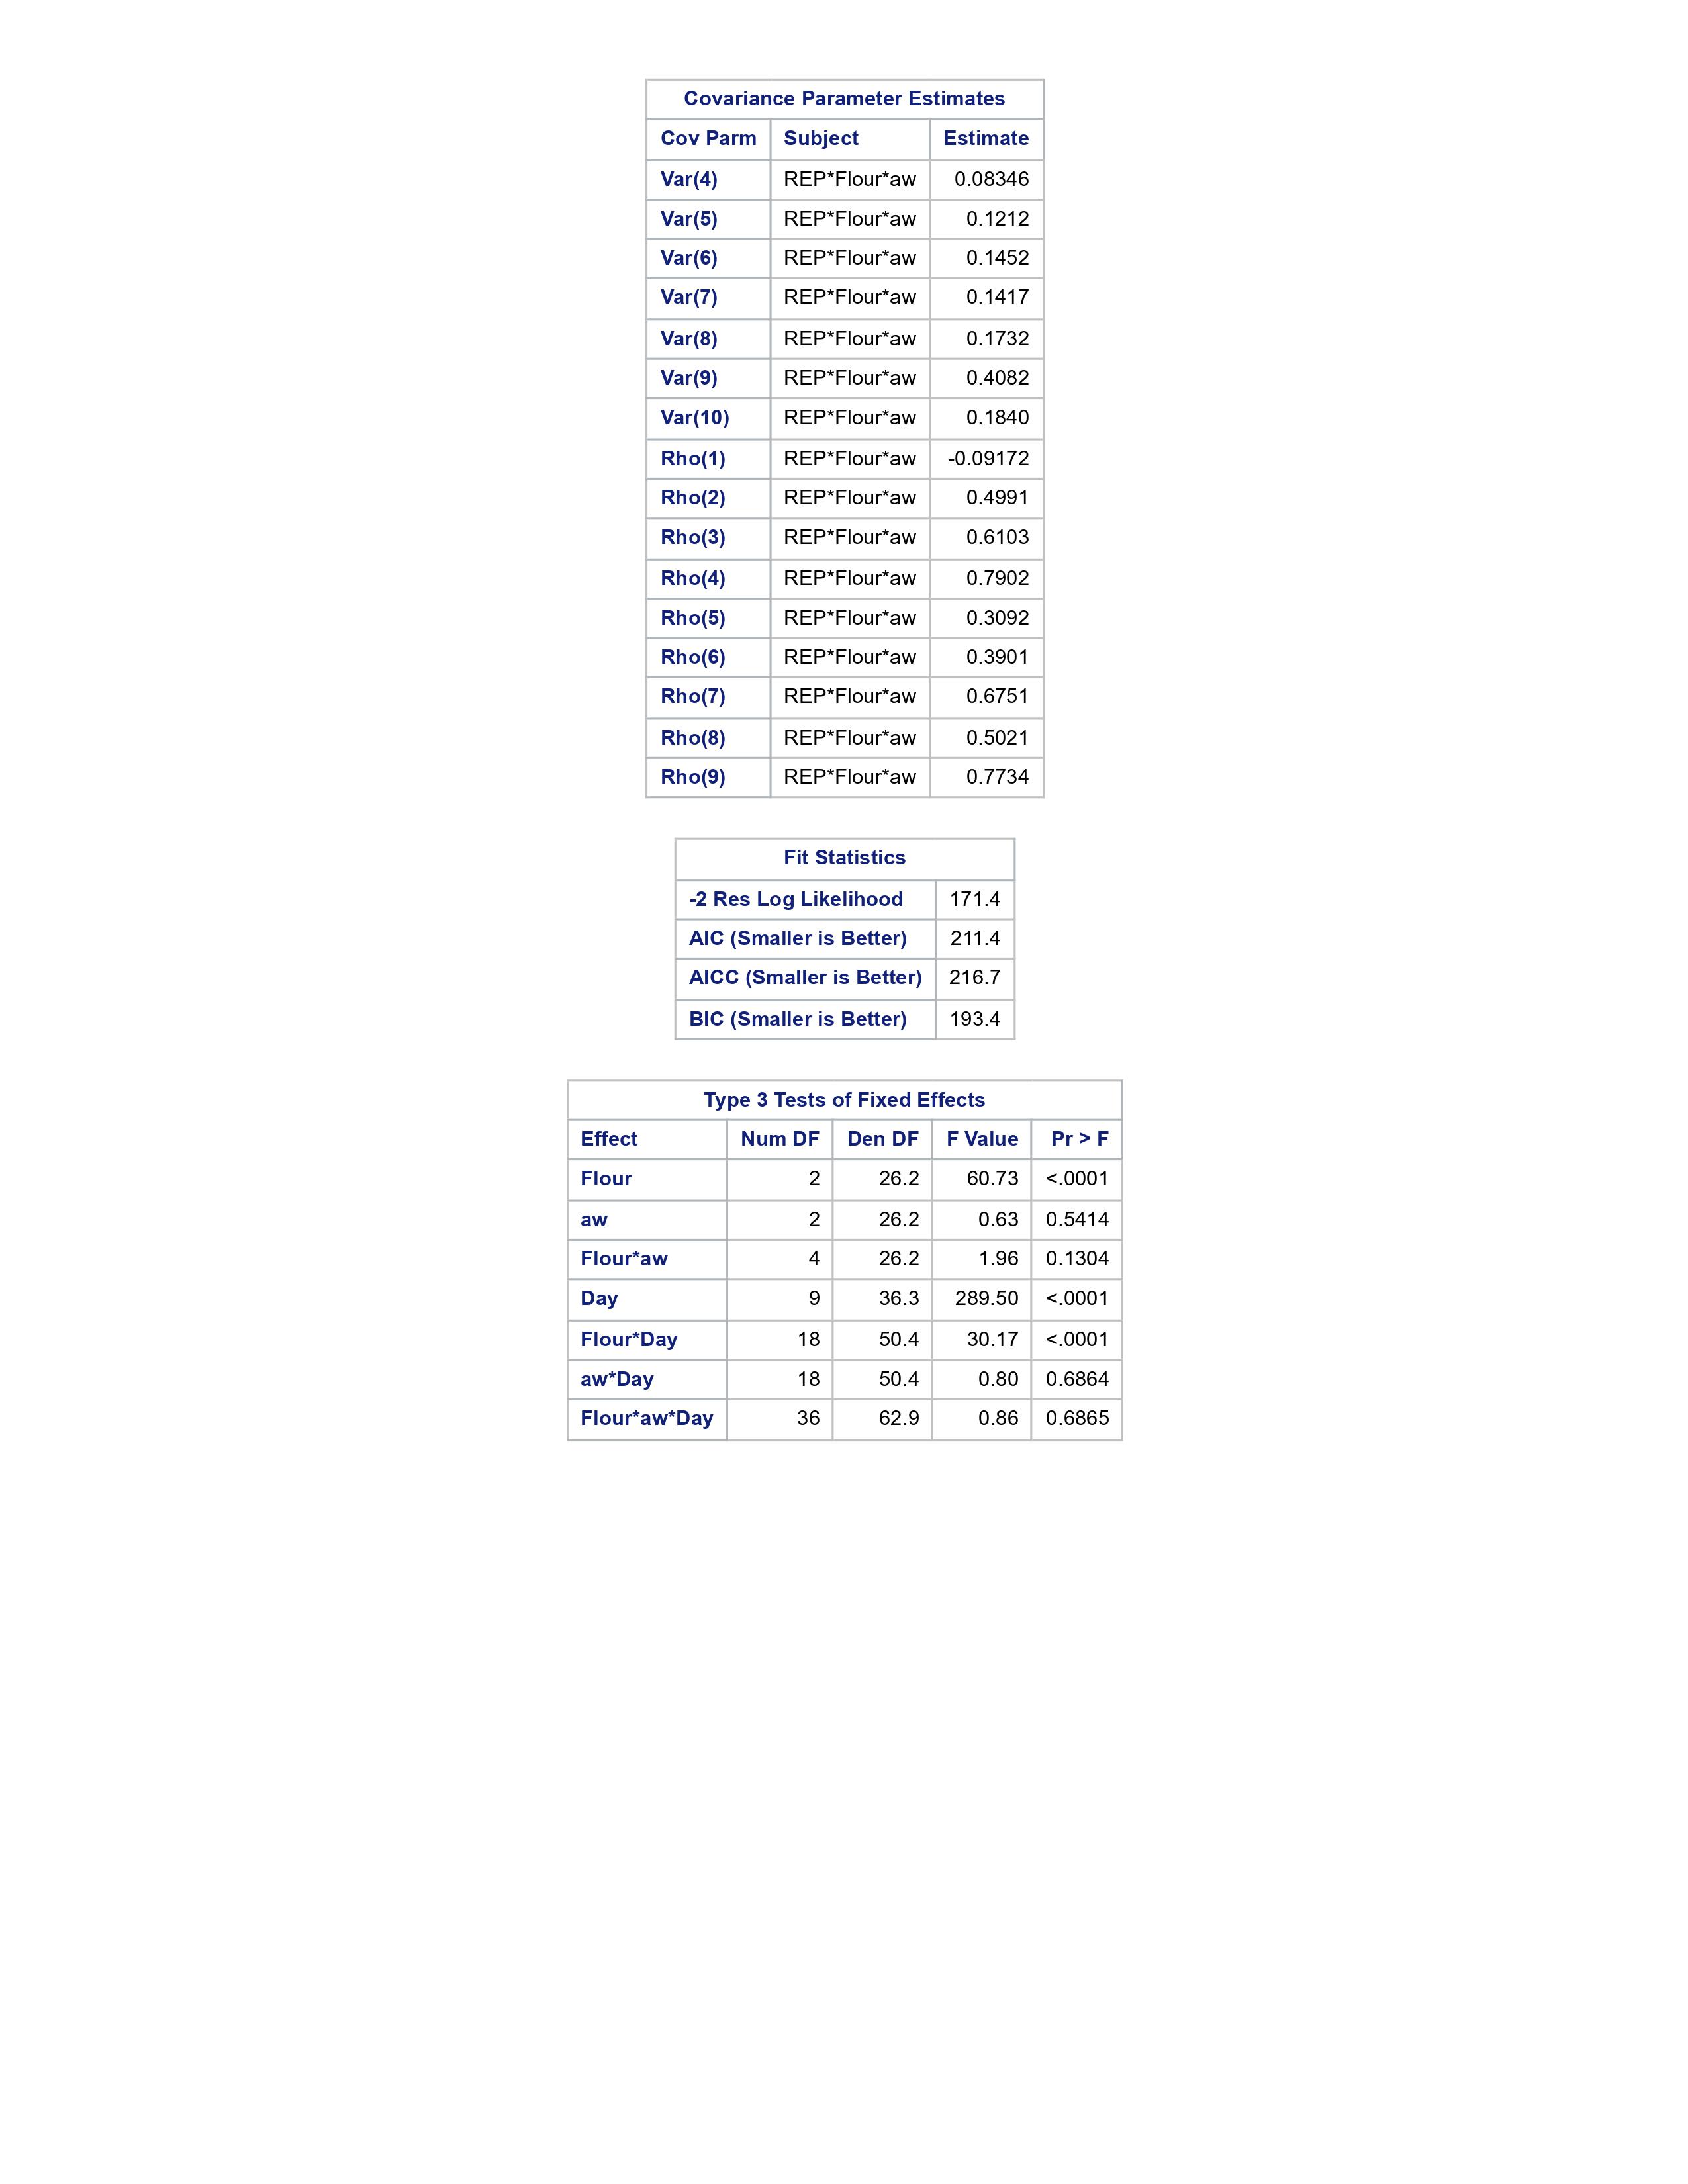 Covariance Parameter Estimates
Cov Parm Subject Estimate
Var(4) REP*Flour*aw 0.08346
Var(5) REP*Flour*aw 0.1212
Var(6) REP*Flour*aw 0.1452
Var(7) REP*Flour*aw 0.1417
Var(8) REP*Flour*aw 0.1732
Var(9) REP*Flour*aw 0.4082
Var(10) REP*Flour*aw 0.1840
Rho(1) REP*Flour*aw -0.09172
Rho(2) REP*Flour*aw 0.4991
Rho(3) REP*Flour*aw 0.6103
Rho(4) REP*Flour*aw 0.7902
Rho(5) REP*Flour*aw 0.3092
Rho(6) REP*Flour*aw 0.3901
Rho(7) REP*Flour*aw 0.6751
Rho(8) REP*Flour*aw 0.5021
Rho(9) REP*Flour*aw 0.7734
Fit Statistics
-2 Res Log Likelihood 171.4
AIC (Smaller is Better) 211.4
AICC (Smaller is Better) 216.7
BIC (Smaller is Better) 193.4
Type 3 Tests of Fixed Effects
Effect Num DF Den DF F Value Pr > F
Flour 2 26.2 60.73 <.0001
aw 2 26.2 0.63 0.5414
Flour*aw 4 26.2 1.96 0.1304
Day 9 36.3 289.50 <.0001
Flour*Day 18 50.4 30.17 <.0001
aw*Day 18 50.4 0.80 0.6864
Flour*aw*Day 36 62.9 0.86 0.6865